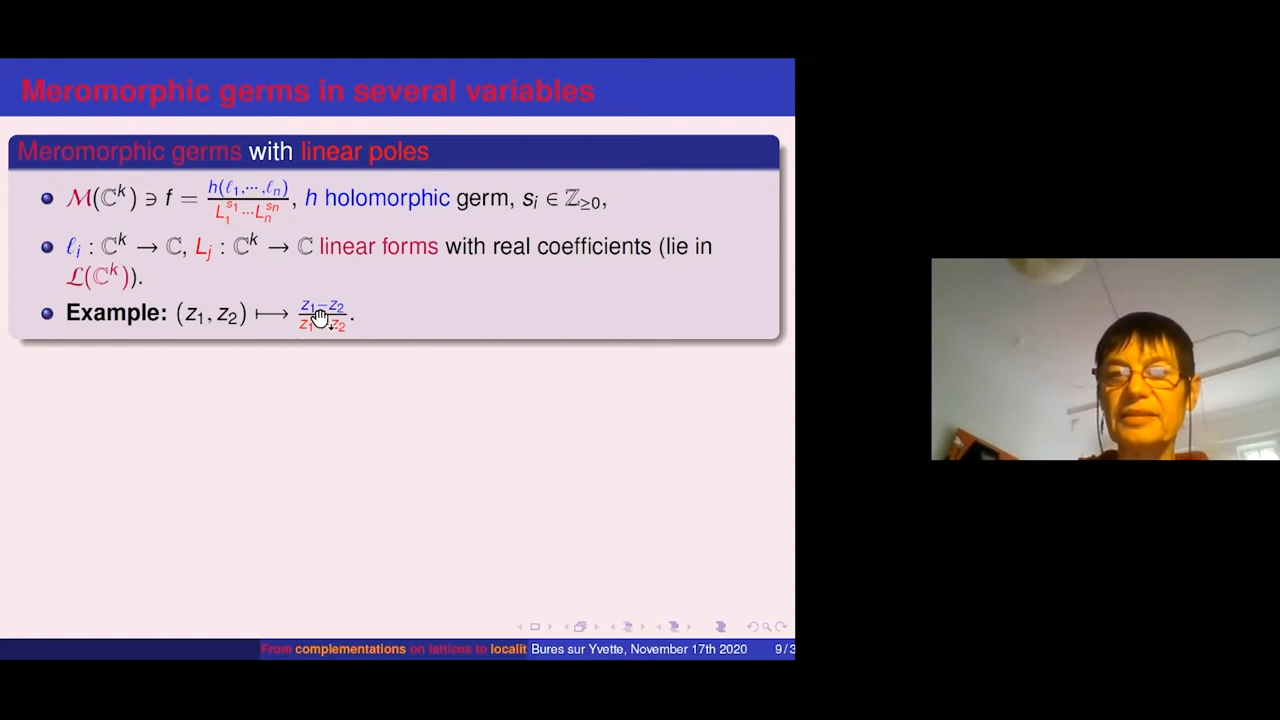 Meromorphic germs in several variables
Meromorphic germs with linear poles
ℳ(ℂ^k) ∋ f = h(ℓ_1,⋯,ℓ_n) / L_1^{s_1}⋯L_n^{s_n}, h holomorphic germ, s_i ∈ ℤ_{≥0},
ℓ_i : ℂ^k → ℂ, L_j : ℂ^k → ℂ linear forms with real coefficients (lie in
ℒ(ℂ^k)).
Example: (z_1, z_2) ⟼ z_1−z_2 / z_1 z_2.
From complementations on lattices to localit Bures sur Yvette, November 17th 2020 9/3